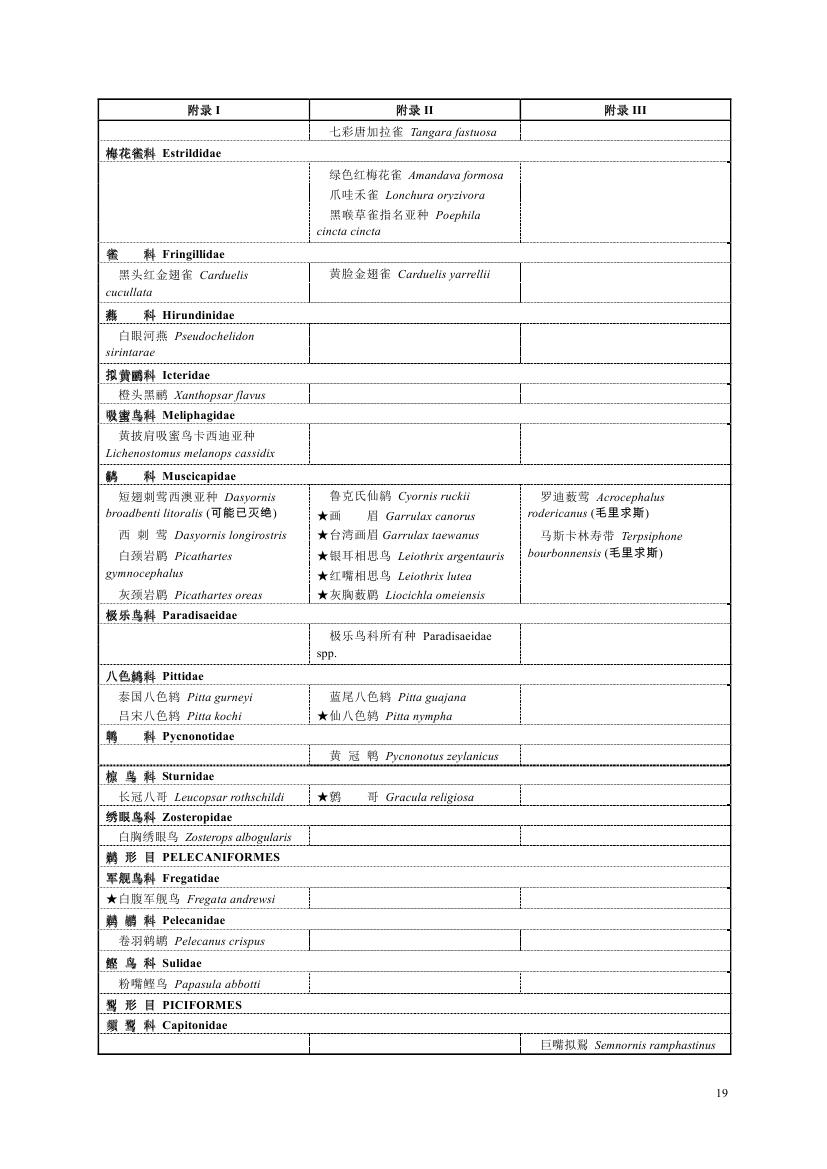 附录 I 附录 II 附录 III
七彩唐加拉雀 Tangara fastuosa
梅花雀科 Estrildidae
绿色红梅花雀 Amandava formosa
爪哇禾雀 Lonchura oryzivora
黑喉草雀指名亚种 Poephila
cincta cincta
雀 科 Fringillidae
黑头红金翅雀 Carduelis
cucullata
黄脸金翅雀 Carduelis yarrellii
燕 科 Hirundinidae
白眼河燕 Pseudochelidon
sirintarae
拟黄鹂科 Icteridae
橙头黑鹂 Xanthopsar flavus
吸蜜鸟科 Meliphagidae
黄披肩吸蜜鸟卡西迪亚种
Lichenostomus melanops cassidix
鹟 科 Muscicapidae
短翅刺莺西澳亚种 Dasyornis
broadbenti litoralis (可能已灭绝)
西 刺 莺 Dasyornis longirostris
白颈岩鹛 Picathartes
gymnocephalus
灰颈岩鹛 Picathartes oreas
鲁克氏仙鹟 Cyornis ruckii
★画 眉 Garrulax canorus
★台湾画眉 Garrulax taewanus
★银耳相思鸟 Leiothrix argentauris
★红嘴相思鸟 Leiothrix lutea
★灰胸薮鹛 Liocichla omeiensis
罗迪薮莺 Acrocephalus
rodericanus (毛里求斯)
马斯卡林寿带 Terpsiphone
bourbonnensis (毛里求斯)
极乐鸟科 Paradisaeidae
极乐鸟科所有种 Paradisaeidae
spp.
八色鸫科 Pittidae
泰国八色鸫 Pitta gurneyi
吕宋八色鸫 Pitta kochi
蓝尾八色鸫 Pitta guajana
★仙八色鸫 Pitta nympha
鹎 科 Pycnonotidae
黄 冠 鹎 Pycnonotus zeylanicus
椋 鸟 科 Sturnidae
长冠八哥 Leucopsar rothschildi
★鹩 哥 Gracula religiosa
绣眼鸟科 Zosteropidae
白胸绣眼鸟 Zosterops albogularis
鹈 形 目 PELECANIFORMES
军舰鸟科 Fregatidae
★白腹军舰鸟 Fregata andrewsi
鹈 鹕 科 Pelecanidae
卷羽鹈鹕 Pelecanus crispus
鲣 鸟 科 Sulidae
粉嘴鲣鸟 Papasula abbotti
䴕 形 目 PICIFORMES
须 䴕 科 Capitonidae
巨嘴拟䴕 Semnornis ramphastinus
19